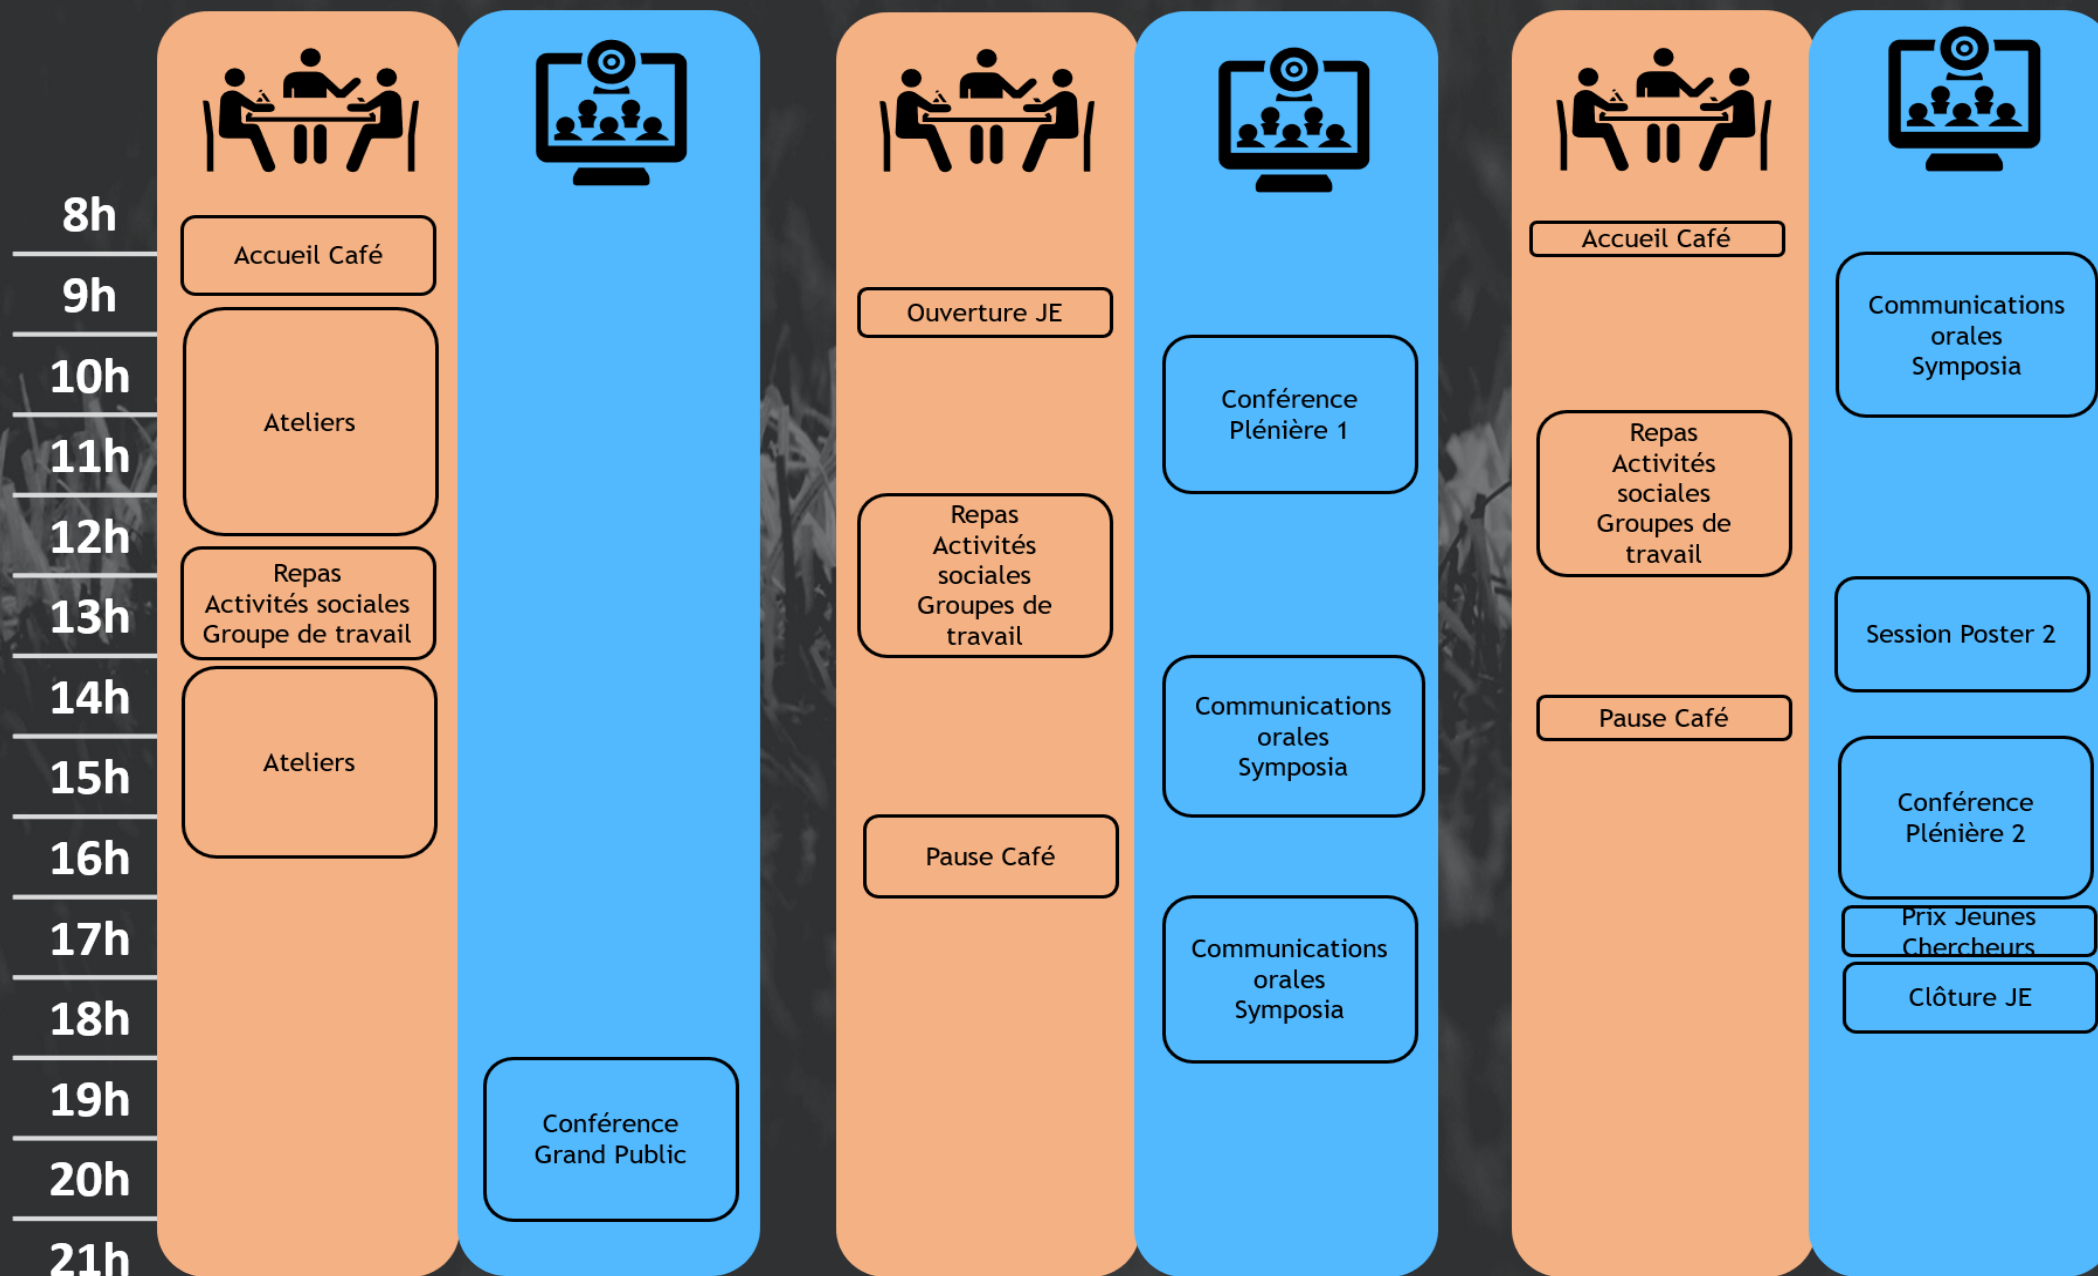 8h
9h
10h
11h
12h
13h
14h
15h
16h
17h
18h
19h
20h
21h
Accueil Café
Ateliers
Repas
Activités sociales
Groupe de travail
Ateliers
Conférence
Grand Public
Ouverture JE
Repas
Activités
sociales
Groupes de
travail
Pause Café
Conférence
Plénière 1
Communications
orales
Symposia
Communications
orales
Symposia
Accueil Café
Repas
Activités
sociales
Groupes de
travail
Pause Café
Communications
orales
Symposia
Session Poster 2
Conférence
Plénière 2
Prix Jeunes
Chercheurs
Clôture JE